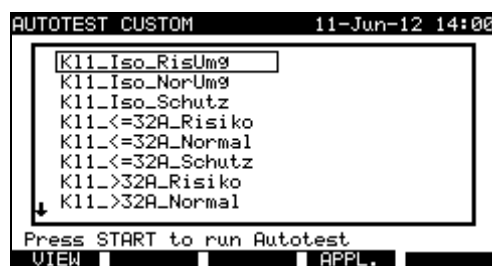 AUTOTEST CUSTOM 11-Jun-12 14:00
Kl1_Iso_RisUmg
Kl1_Iso_NorUmg
Kl1_Iso_Schutz
Kl1_<=32A_Risiko
Kl1_<=32A_Normal
Kl1_<=32A_Schutz
Kl1_>32A_Risiko
Kl1_>32A_Normal
Press START to run Autotest
VIEW APPL.